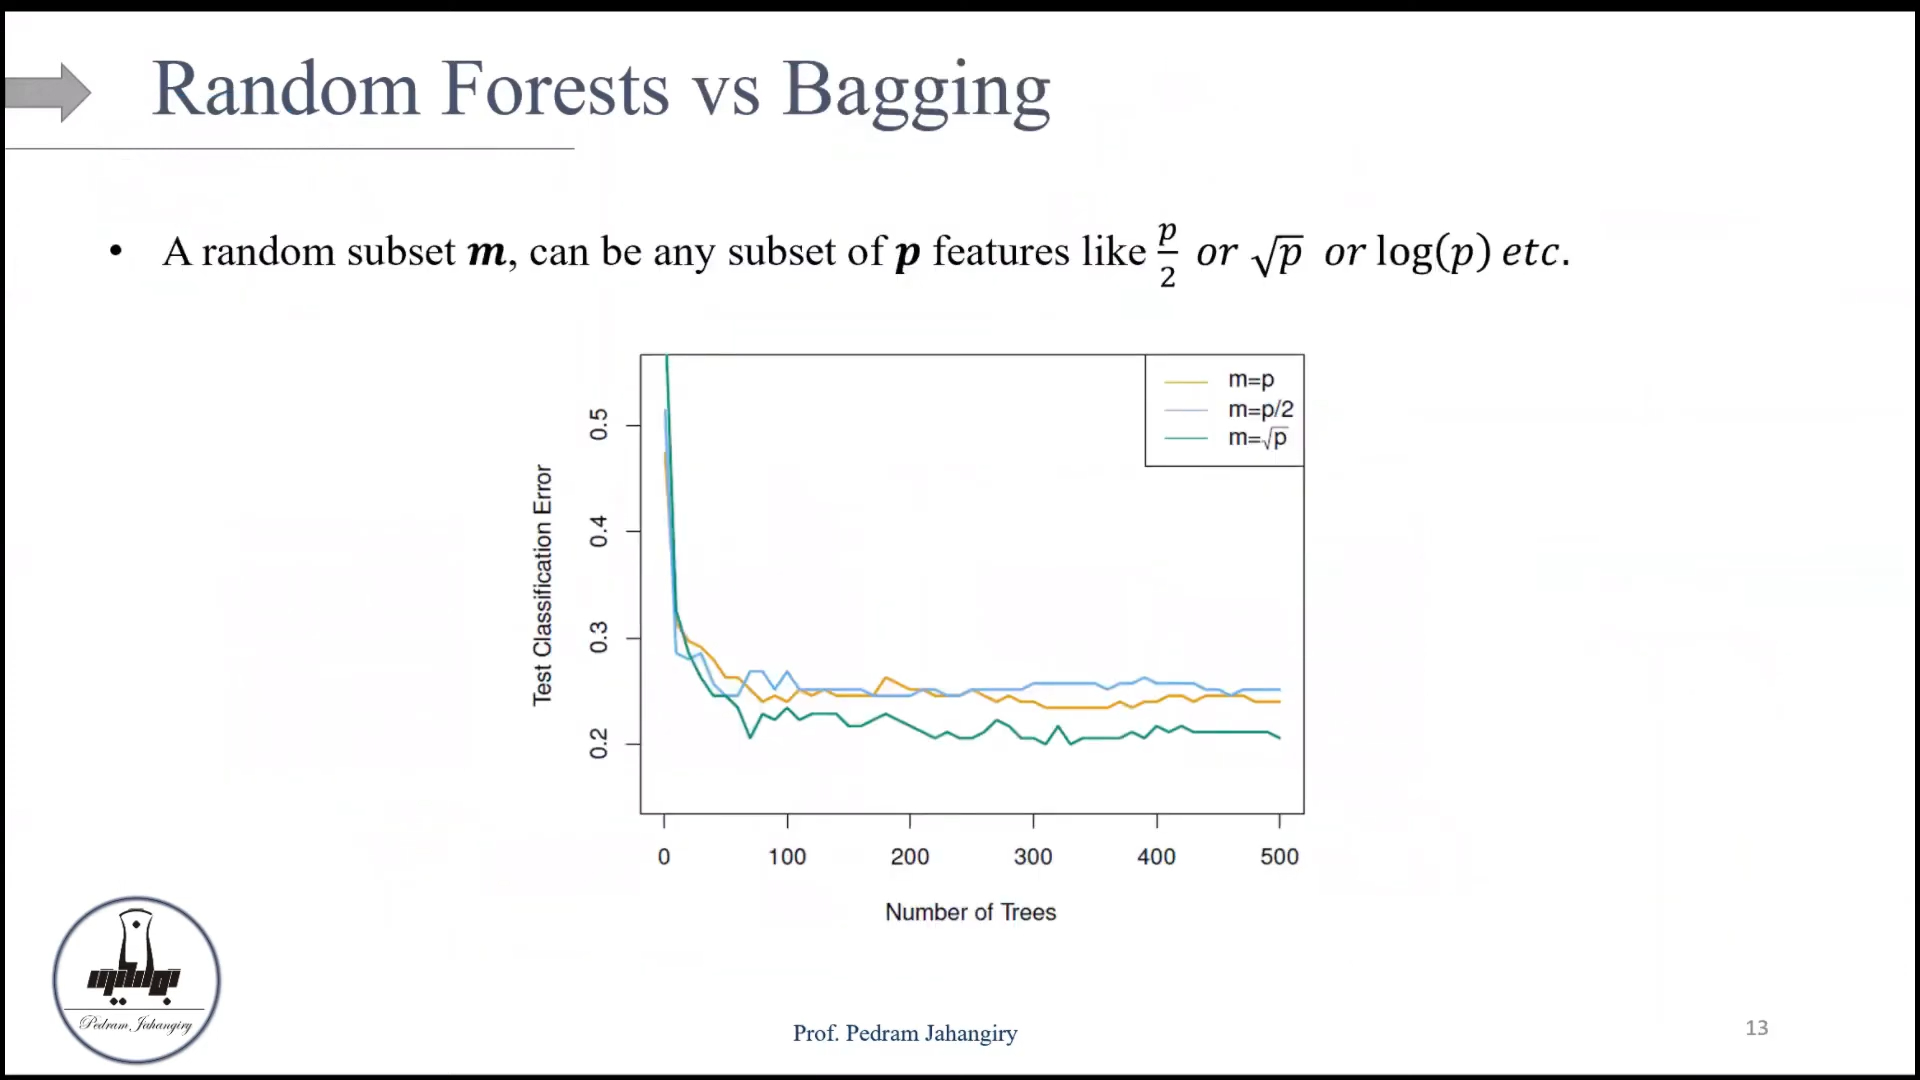 Random Forests vs Bagging
• A random subset m, can be any subset of p features like p/2 or √p or log(p) etc.
m=p
m=p/2
m=√p
Test Classification Error
0.5
0.4
0.3
0.2
0 100 200 300 400 500
Number of Trees
Pedram Jahangiry
Prof. Pedram Jahangiry
13